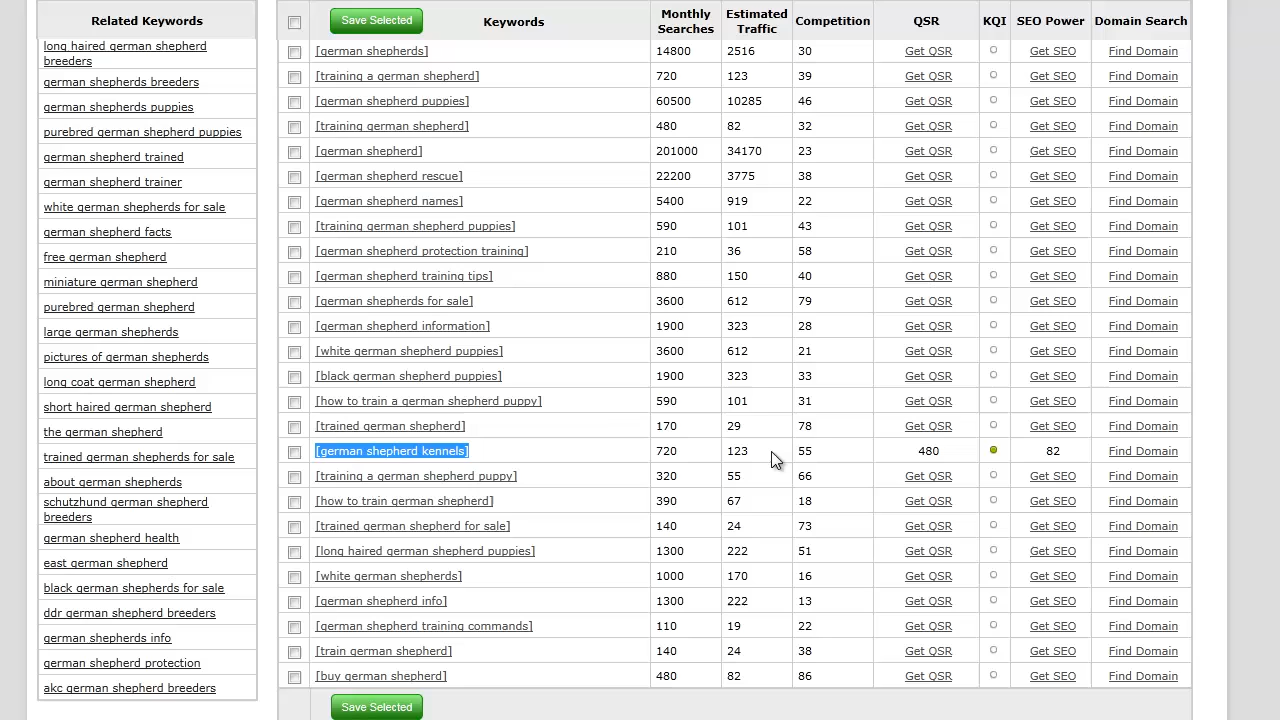 Related Keywords
long haired german shepherd
breeders
german shepherds breeders
german shepherds puppies
purebred german shepherd puppies
german shepherd trained
german shepherd trainer
white german shepherds for sale
german shepherd facts
free german shepherd
miniature german shepherd
purebred german shepherd
large german shepherds
pictures of german shepherds
long coat german shepherd
short haired german shepherd
the german shepherd
trained german shepherds for sale
about german shepherds
schutzhund german shepherd
breeders
german shepherd health
east german shepherd
black german shepherds for sale
ddr german shepherd breeders
german shepherds info
german shepherd protection
akc german shepherd breeders
Save Selected Keywords Monthly Searches Estimated Traffic Competition QSR KQI SEO Power Domain Search
[german shepherds] 14800 2516 30 Get QSR Get SEO Find Domain
[training a german shepherd] 720 123 39 Get QSR Get SEO Find Domain
[german shepherd puppies] 60500 10285 46 Get QSR Get SEO Find Domain
[training german shepherd] 480 82 32 Get QSR Get SEO Find Domain
[german shepherd] 201000 34170 23 Get QSR Get SEO Find Domain
[german shepherd rescue] 22200 3775 38 Get QSR Get SEO Find Domain
[german shepherd names] 5400 919 22 Get QSR Get SEO Find Domain
[training german shepherd puppies] 590 101 43 Get QSR Get SEO Find Domain
[german shepherd protection training] 210 36 58 Get QSR Get SEO Find Domain
[german shepherd training tips] 880 150 40 Get QSR Get SEO Find Domain
[german shepherds for sale] 3600 612 79 Get QSR Get SEO Find Domain
[german shepherd information] 1900 323 28 Get QSR Get SEO Find Domain
[white german shepherd puppies] 3600 612 21 Get QSR Get SEO Find Domain
[black german shepherd puppies] 1900 323 33 Get QSR Get SEO Find Domain
[how to train a german shepherd puppy] 590 101 31 Get QSR Get SEO Find Domain
[trained german shepherd] 170 29 78 Get QSR Get SEO Find Domain
[german shepherd kennels] 720 123 55 480 82 Find Domain
[training a german shepherd puppy] 320 55 66 Get QSR Get SEO Find Domain
[how to train german shepherd] 390 67 18 Get QSR Get SEO Find Domain
[trained german shepherd for sale] 140 24 73 Get QSR Get SEO Find Domain
[long haired german shepherd puppies] 1300 222 51 Get QSR Get SEO Find Domain
[white german shepherds] 1000 170 16 Get QSR Get SEO Find Domain
[german shepherd info] 1300 222 13 Get QSR Get SEO Find Domain
[german shepherd training commands] 110 19 22 Get QSR Get SEO Find Domain
[train german shepherd] 140 24 38 Get QSR Get SEO Find Domain
[buy german shepherd] 480 82 86 Get QSR Get SEO Find Domain
Save Selected